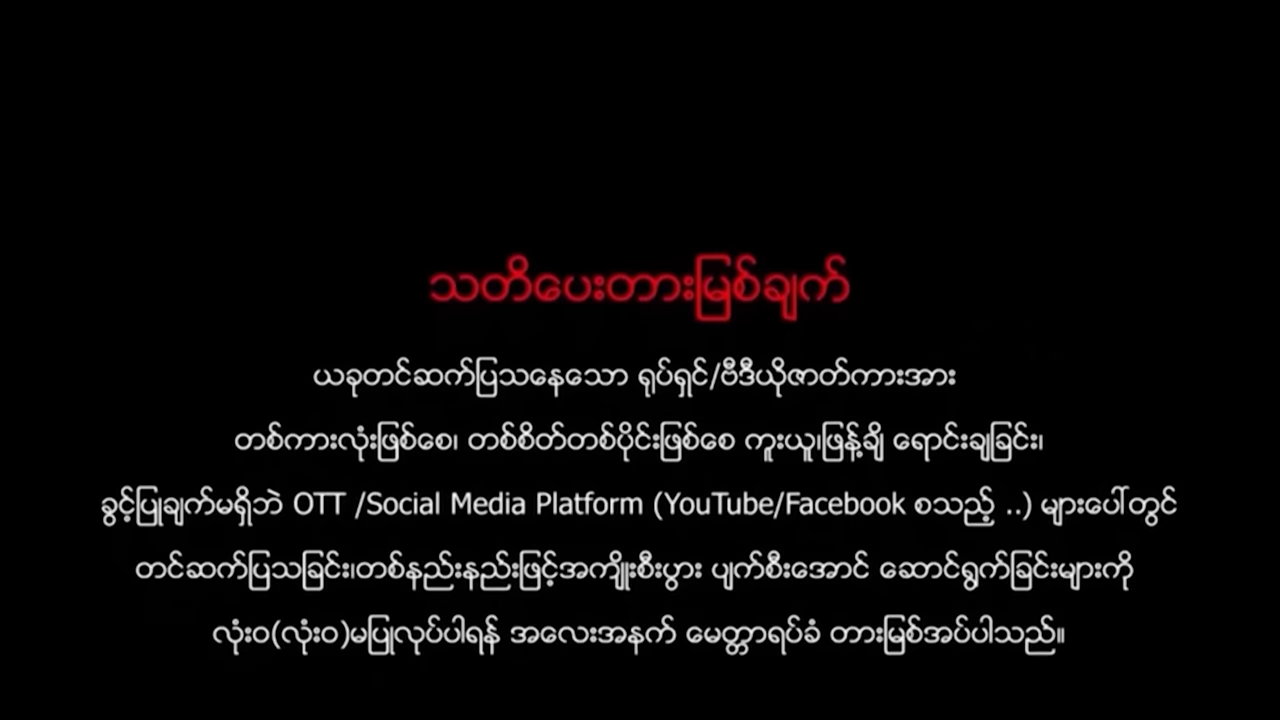 သတိပေးတားမြစ်ချက်
ယခုတင်ဆက်ပြသနေသော ရုပ်ရှင်/ဗီဒီယိုဇာတ်ကားအား
တစ်ကားလုံးဖြစ်စေ၊ တစ်စိတ်တစ်ပိုင်းဖြစ်စေ ကူးယူ၊ဖြန့်ချိ ရောင်းချခြင်း၊
ခွင့်ပြုချက်မရှိဘဲ OTT /Social Media Platform (YouTube/Facebook စသည့် ..) များပေါ်တွင်
တင်ဆက်ပြသခြင်း၊တစ်နည်းနည်းဖြင့်အကျိုးစီးပွား ပျက်စီးအောင် ဆောင်ရွက်ခြင်းများကို
လုံးဝ(လုံးဝ)မပြုလုပ်ပါရန် အလေးအနက် မေတ္တာရပ်ခံ တားမြစ်အပ်ပါသည်။